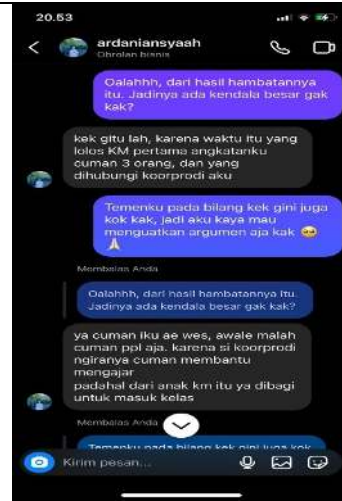 20.53
ardaniansyaah
Obrolan bisnis
Oalahhh, dari hasil hambatannya
itu. Jadinya ada kendala besar gak
kak?
kek gitu lah, karena waktu itu yang
lolos KM pertama angkatanku
cuman 3 orang, dan yang
dihubungi koorprodi aku
Temenku pada bilang kek gini juga
kok kak, jadi aku kaya mau
menguatkan argumen aja kak 🥺
🙏
Membalas Anda
Oalahhh, dari hasil hambatannya itu.
Jadinya ada kendala besar gak kak?
ya cuman iku ae wes, awale malah
cuman ppl aja. karena si koorprodi
ngiranya cuman membantu
mengajar
padahal dari anak km itu ya dibagi
untuk masuk kelas
Membalas Anda
Temenku pada bilang kek gini juga kok
Kirim pesan...